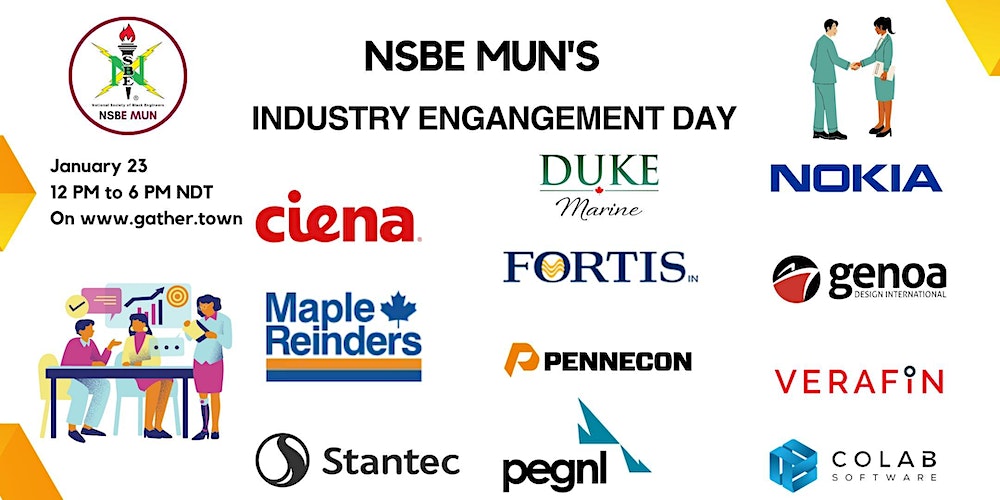 NSBE
National Society of Black Engineers
NSBE MUN
NSBE MUN'S
INDUSTRY ENGANGEMENT DAY
January 23
12 PM to 6 PM NDT
On www.gather.town
ciena
DUKE
Marine
NOKIA
Maple
Reinders
FORTIS IN
genoa
DESIGN INTERNATIONAL
PENNECON
VERAFIN
Stantec
pegnl
COLAB
SOFTWARE